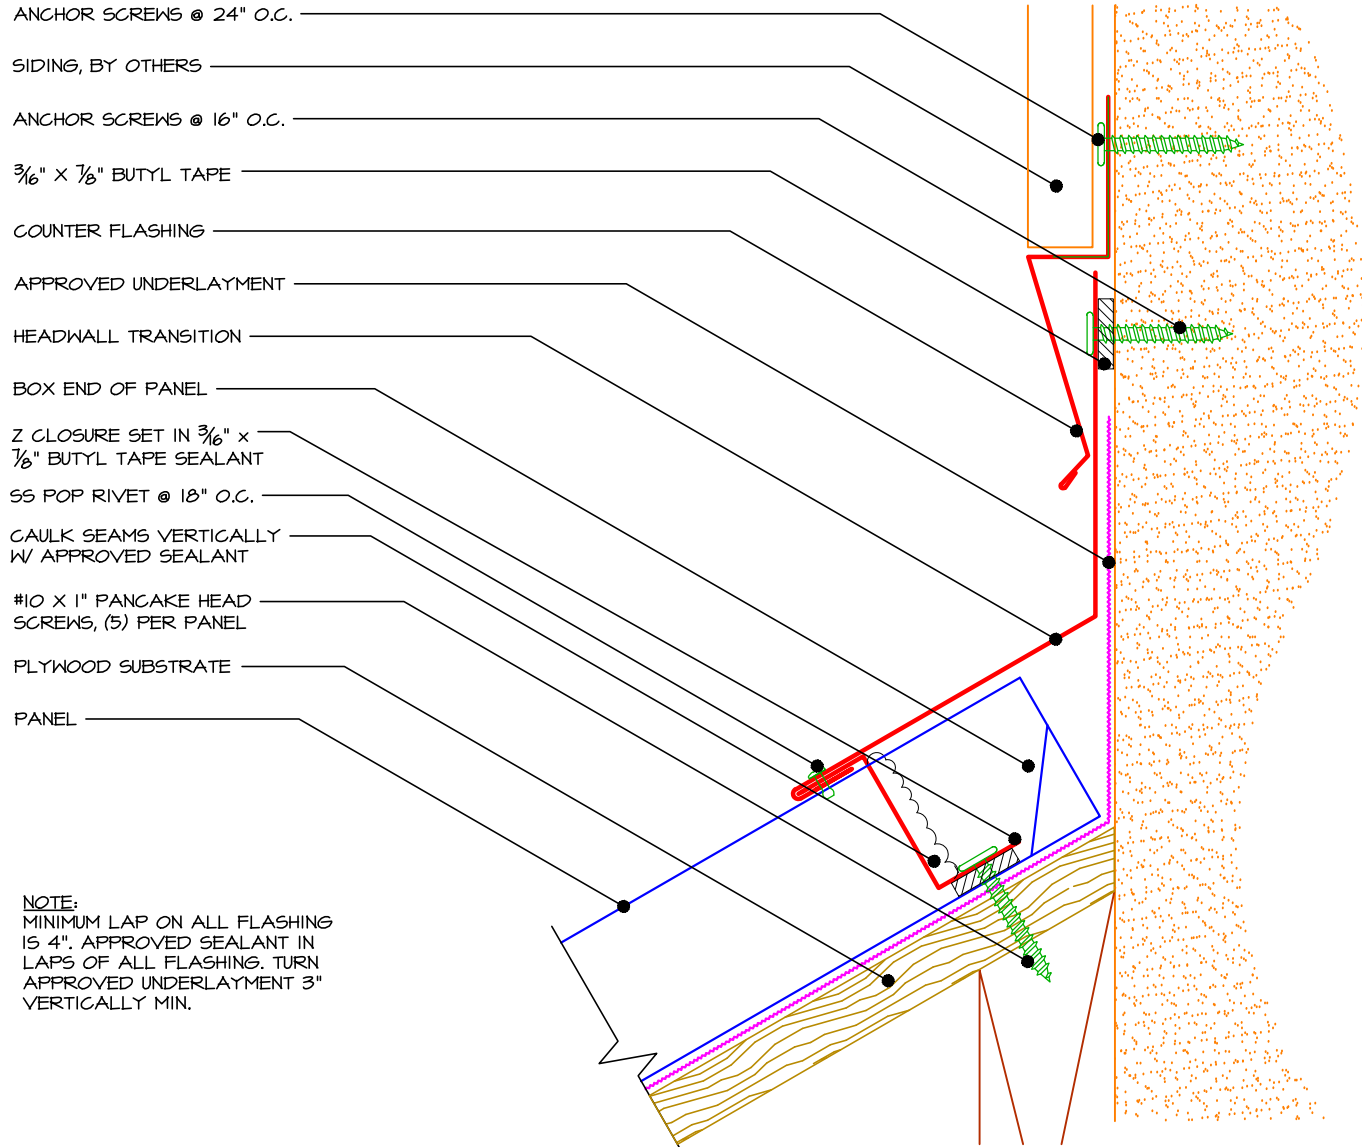 ANCHOR SCREWS @ 24" O.C.
SIDING, BY OTHERS
ANCHOR SCREWS @ 16" O.C.
3/16" X 7/8" BUTYL TAPE
COUNTER FLASHING
APPROVED UNDERLAYMENT
HEADWALL TRANSITION
BOX END OF PANEL
Z CLOSURE SET IN 3/16" X
7/8" BUTYL TAPE SEALANT
SS POP RIVET @ 18" O.C.
CAULK SEAMS VERTICALLY
W/ APPROVED SEALANT
#10 X 1" PANCAKE HEAD
SCREWS, (5) PER PANEL
PLYWOOD SUBSTRATE
PANEL
NOTE:
MINIMUM LAP ON ALL FLASHING
IS 4". APPROVED SEALANT IN
LAPS OF ALL FLASHING. TURN
APPROVED UNDERLAYMENT 3"
VERTICALLY MIN.